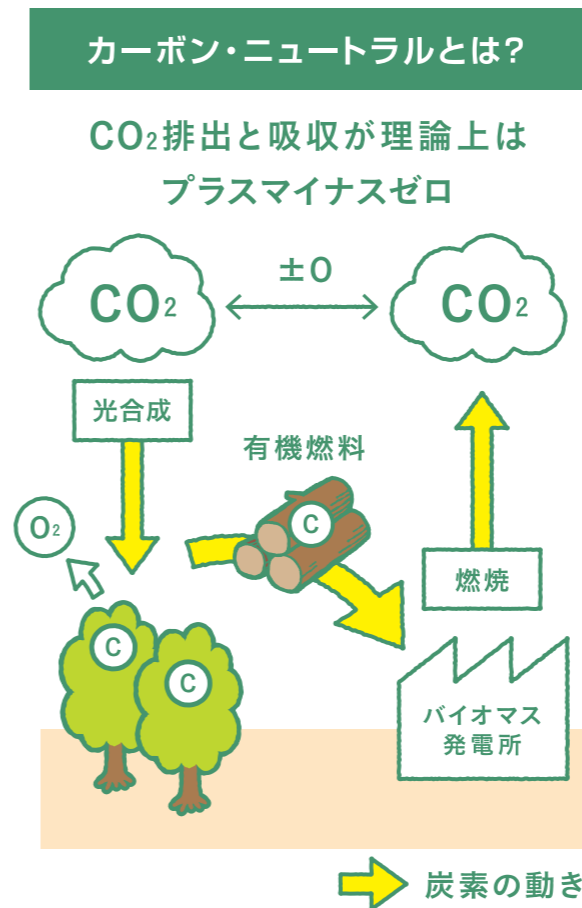 カーボン・ニュートラルとは?
CO₂排出と吸収が理論上は
プラスマイナスゼロ
±0
CO₂
CO₂
光合成
有機燃料
C
O₂
燃焼
C
C
バイオマス
発電所
炭素の動き